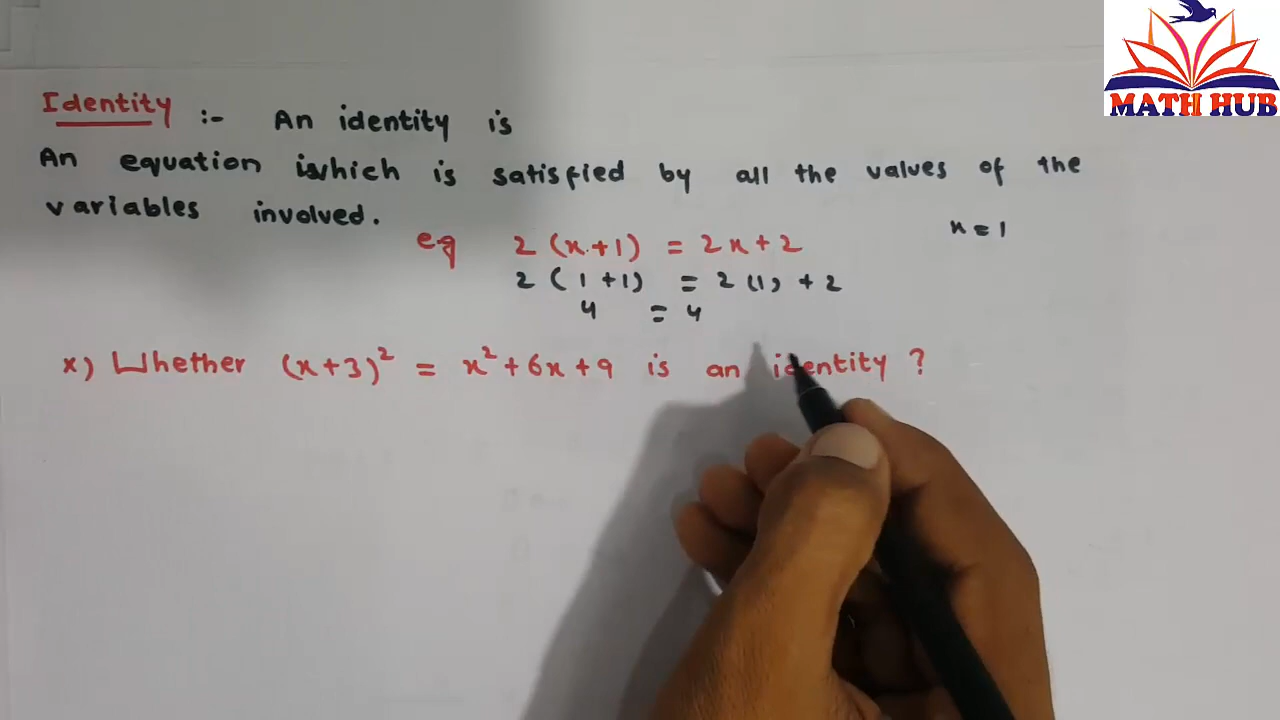 Identity :- An identity is
An equation which is satisfied by all the values of the
variables involved.
x = 1
eg 2 (x+1) = 2x+2
2 (1+1) = 2(1) + 2
4 = 4
x) Whether (x+3)² = x²+6x+9 is an identity ?
MATH HUB